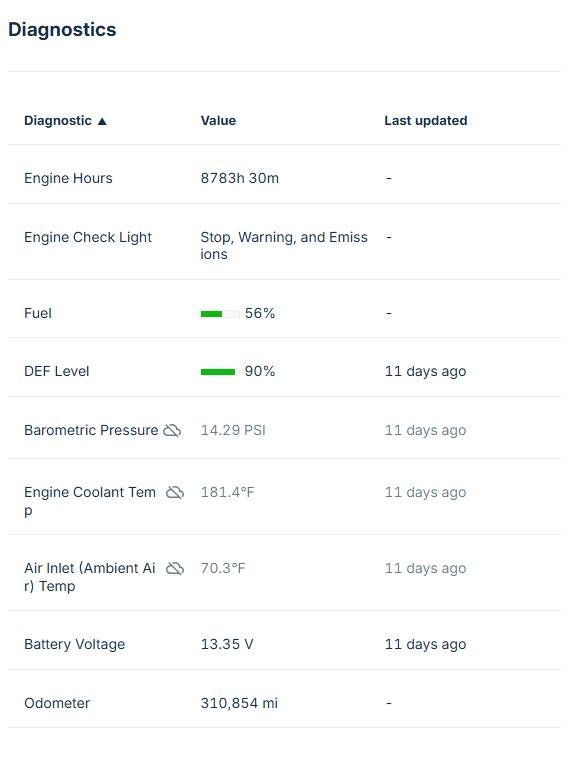 Diagnostics
Diagnostic ▲ Value Last updated
Engine Hours 8783h 30m -
Engine Check Light Stop, Warning, and Emiss -
ions
Fuel 56% -
DEF Level 90% 11 days ago
Barometric Pressure 14.29 PSI 11 days ago
Engine Coolant Tem 181.4°F 11 days ago
p
Air Inlet (Ambient Ai 70.3°F 11 days ago
r) Temp
Battery Voltage 13.35 V 11 days ago
Odometer 310,854 mi -